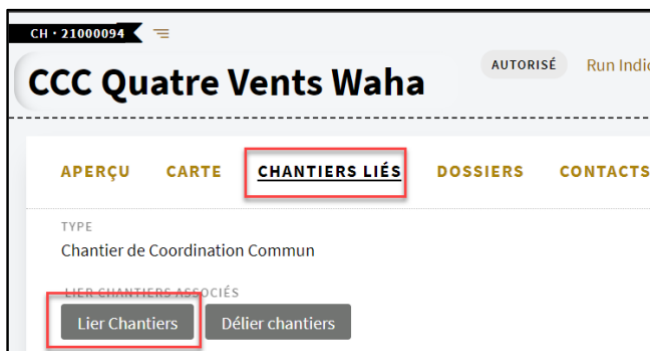 CH · 21000094
CCC Quatre Vents Waha
AUTORISÉ
Run Indic
APERÇU CARTE CHANTIERS LIÉS DOSSIERS CONTACTS
TYPE
Chantier de Coordination Commun
LIER CHANTIERS ASSOCIÉS
Lier Chantiers Délier chantiers